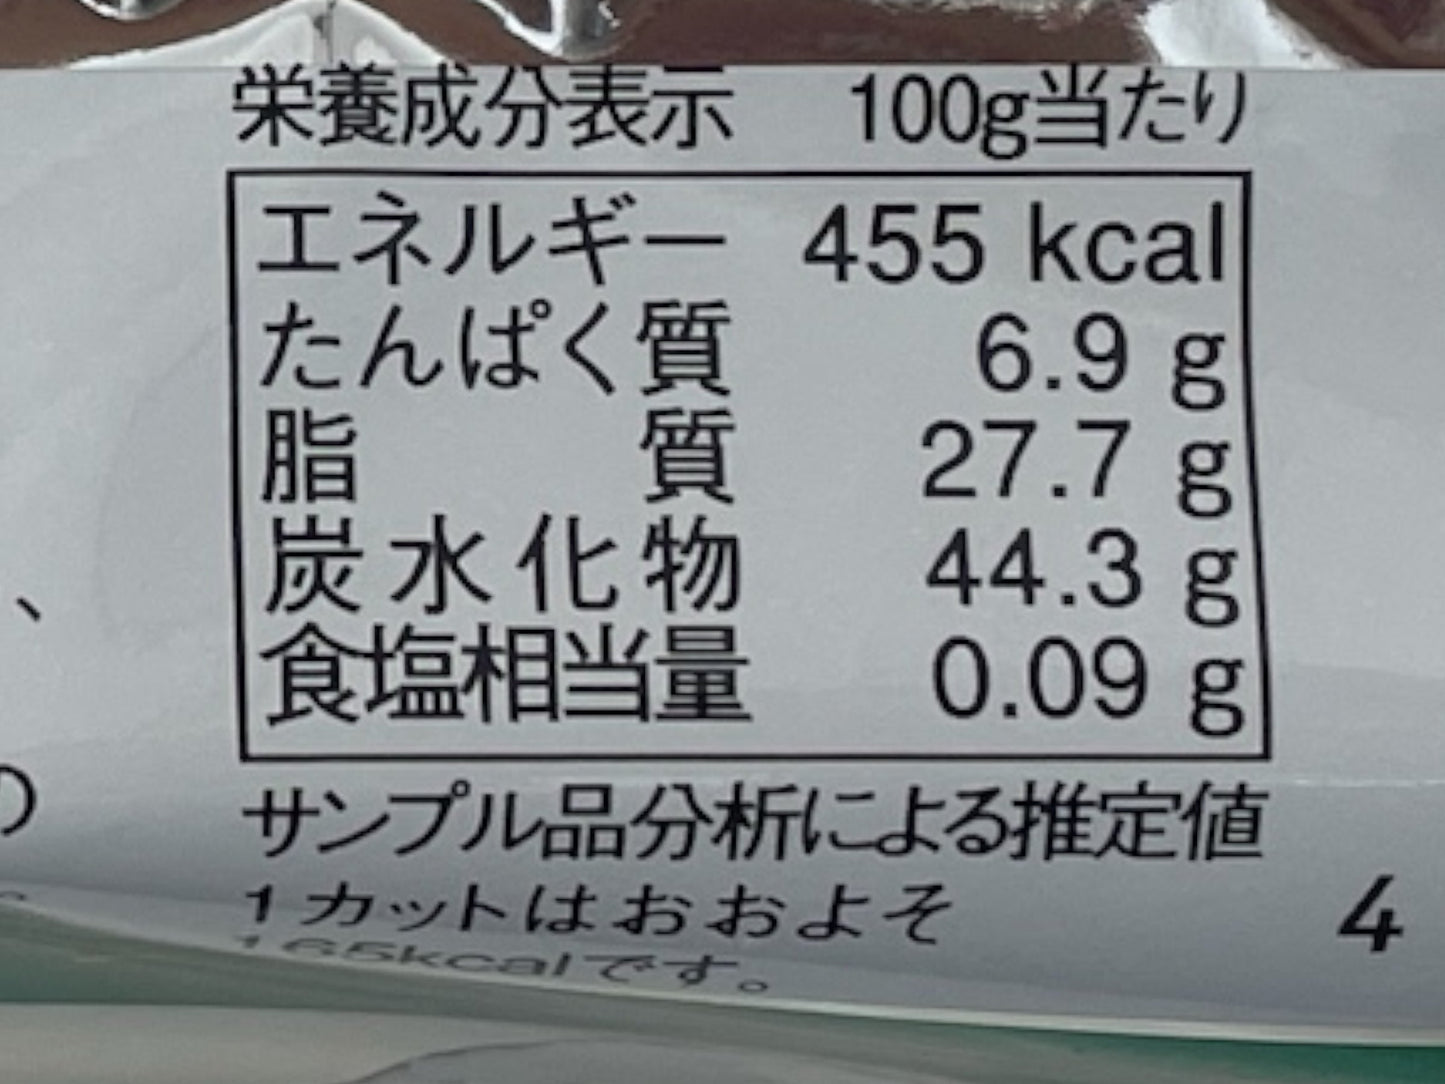 栄養成分表示 100g当たり
エネルギー 455 kcal
たんぱく質 6.9 g
脂質 27.7 g
炭水化物 44.3 g
食塩相当量 0.09 g
サンプル品分析による推定値
1カットはおおよそ
165kcalです。
、
の
4